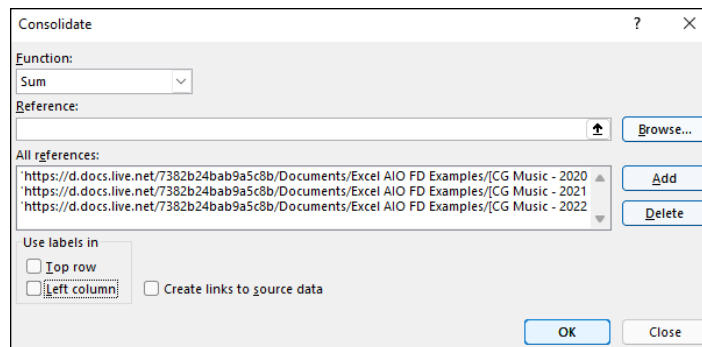 Consolidate ? ×
Function:
Sum
Reference:
Browse...
All references:
'https://d.docs.live.net/7382b24bab9a5c8b/Documents/Excel AIO FD Examples/[CG Music - 2020
'https://d.docs.live.net/7382b24bab9a5c8b/Documents/Excel AIO FD Examples/[CG Music - 2021
'https://d.docs.live.net/7382b24bab9a5c8b/Documents/Excel AIO FD Examples/[CG Music - 2022
Add
Delete
Use labels in
Top row
Left column
Create links to source data
OK
Close